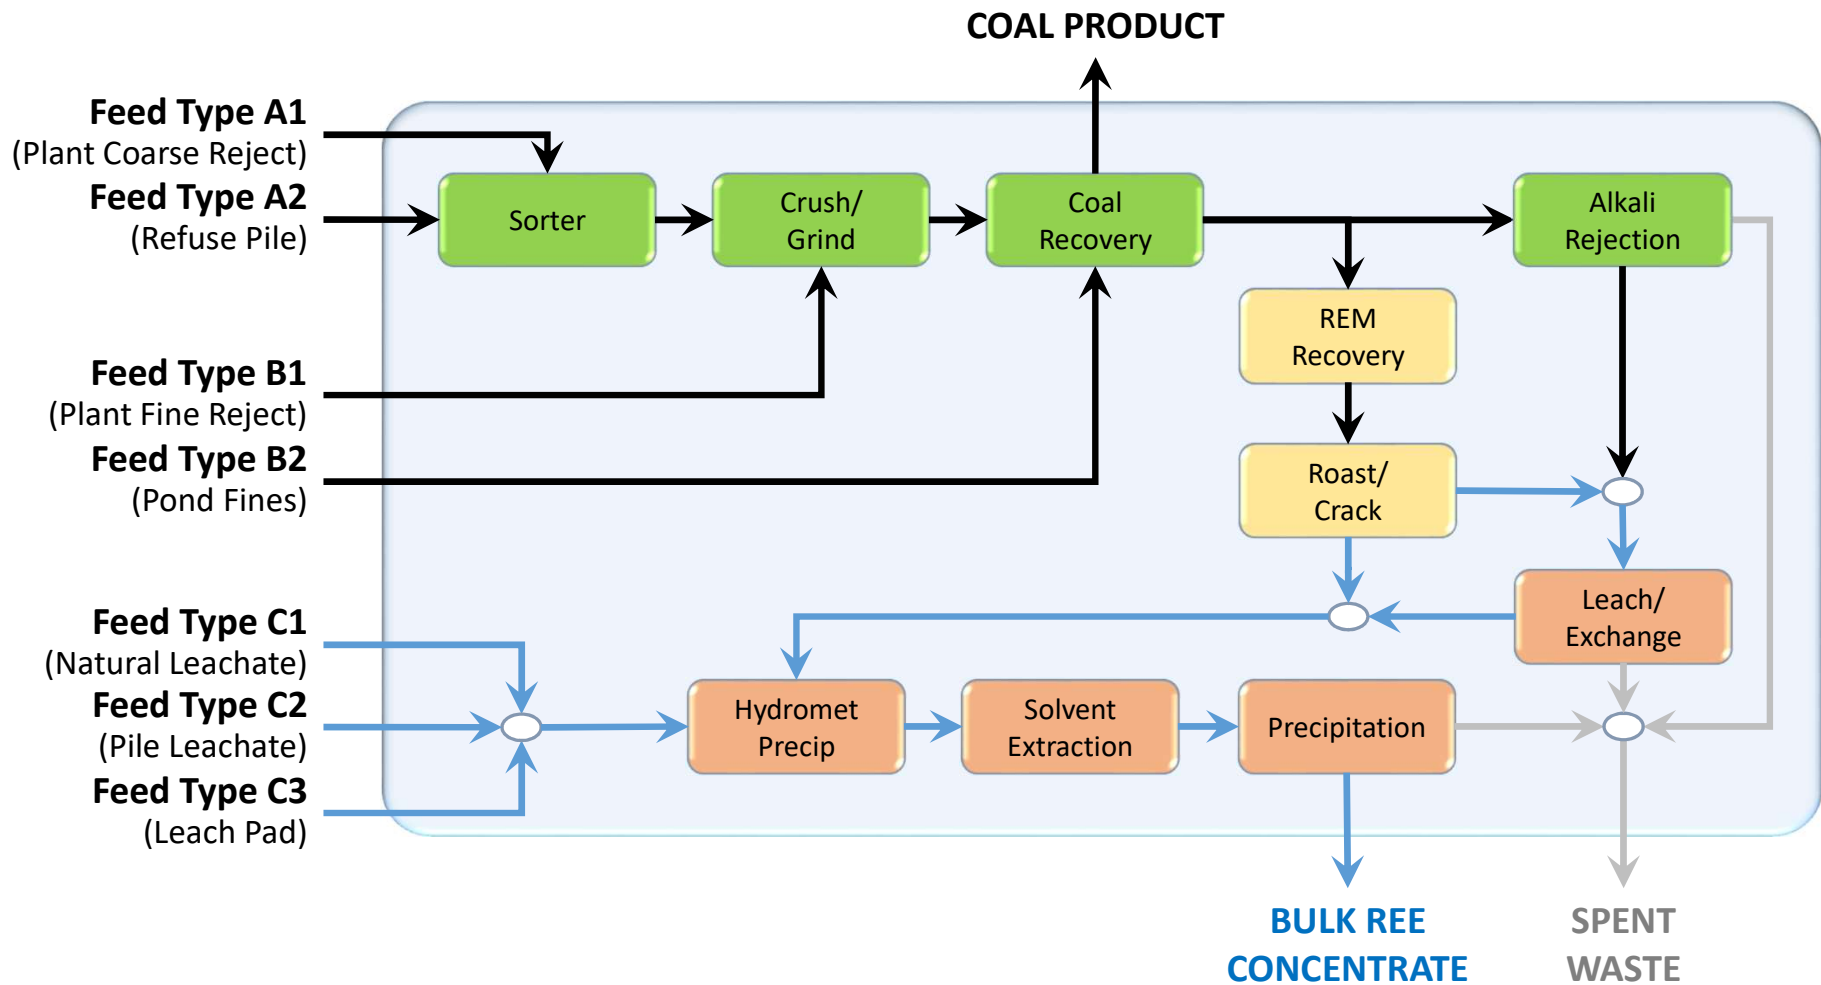 COAL PRODUCT
Feed Type A1
(Plant Coarse Reject)
Feed Type A2
(Refuse Pile)
Sorter
Crush/
Grind
Coal
Recovery
Alkali
Rejection
REM
Recovery
Feed Type B1
(Plant Fine Reject)
Feed Type B2
(Pond Fines)
Roast/
Crack
Leach/
Exchange
Feed Type C1
(Natural Leachate)
Feed Type C2
(Pile Leachate)
Feed Type C3
(Leach Pad)
Hydromet
Precip
Solvent
Extraction
Precipitation
BULK REE
CONCENTRATE
SPENT
WASTE